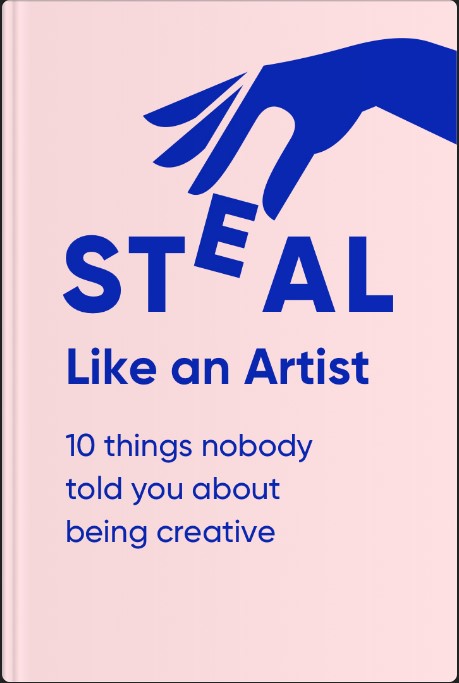 STEAL
Like an Artist
10 things nobody
told you about
being creative